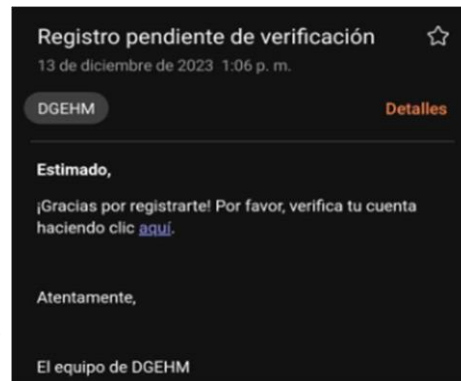 Registro pendiente de verificación
13 de diciembre de 2023 1:06 p. m.
DGEHM
Detalles
Estimado,
¡Gracias por registrarte! Por favor, verifica tu cuenta
haciendo clic aquí.
Atentamente,
El equipo de DGEHM